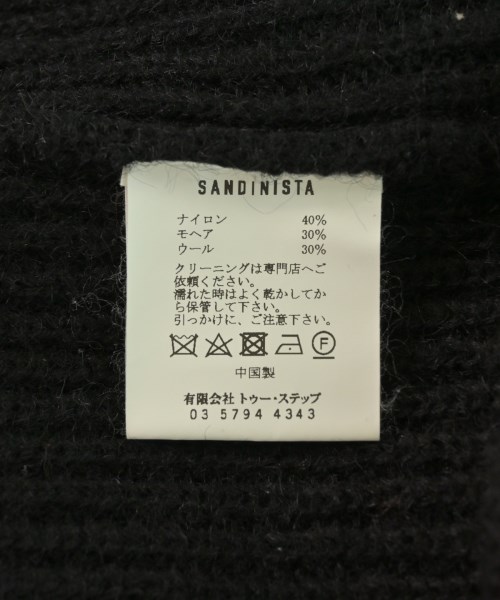 SANDINISTA
ナイロン 40%
モヘア 30%
ウール 30%
クリーニングは専門店へご
依頼ください。
濡れた時はよく乾かしてか
ら保管して下さい。
引っかけに、ご注意下さい。
F
中国製
有限会社 トゥー・ステップ
03 5794 4343